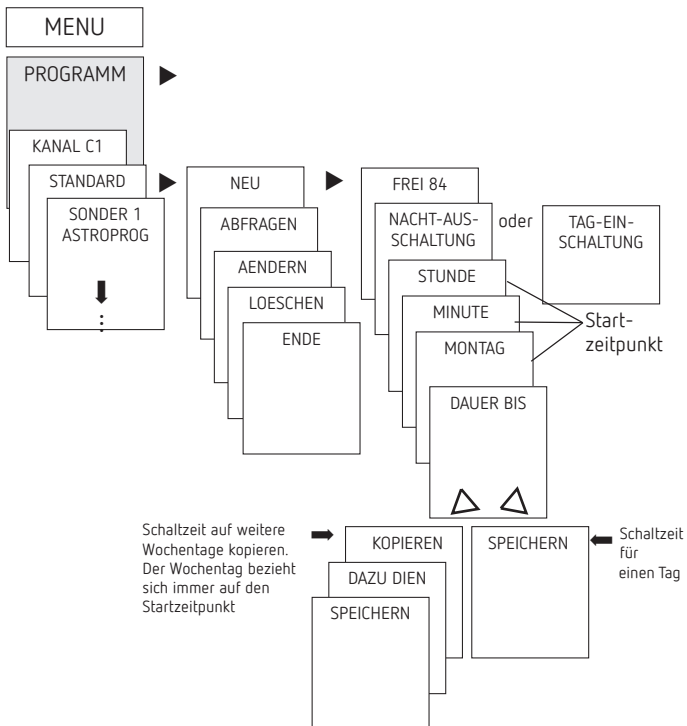 MENU
PROGRAMM
KANAL C1
STANDARD
SONDER 1
ASTROPROG
NEU
ABFRAGEN
AENDERN
LOESCHEN
ENDE
FREI 84
NACHT-AUS-
SCHALTUNG
oder
TAG-EIN-
SCHALTUNG
STUNDE
MINUTE
MONTAG
Start-
zeitpunkt
DAUER BIS
Schaltzeit auf weitere
Wochentage kopieren.
Der Wochentag bezieht
sich immer auf den
Startzeitpunkt
KOPIEREN
DAZU DIEN
SPEICHERN
SPEICHERN
Schaltzeit
für
einen Tag